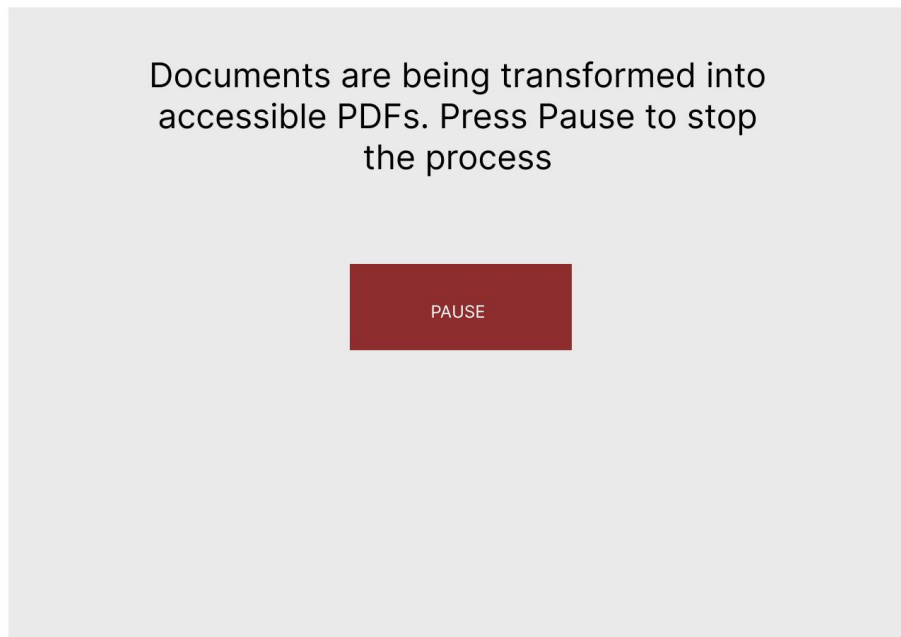 Documents are being transformed into
accessible PDFs. Press Pause to stop
the process
PAUSE